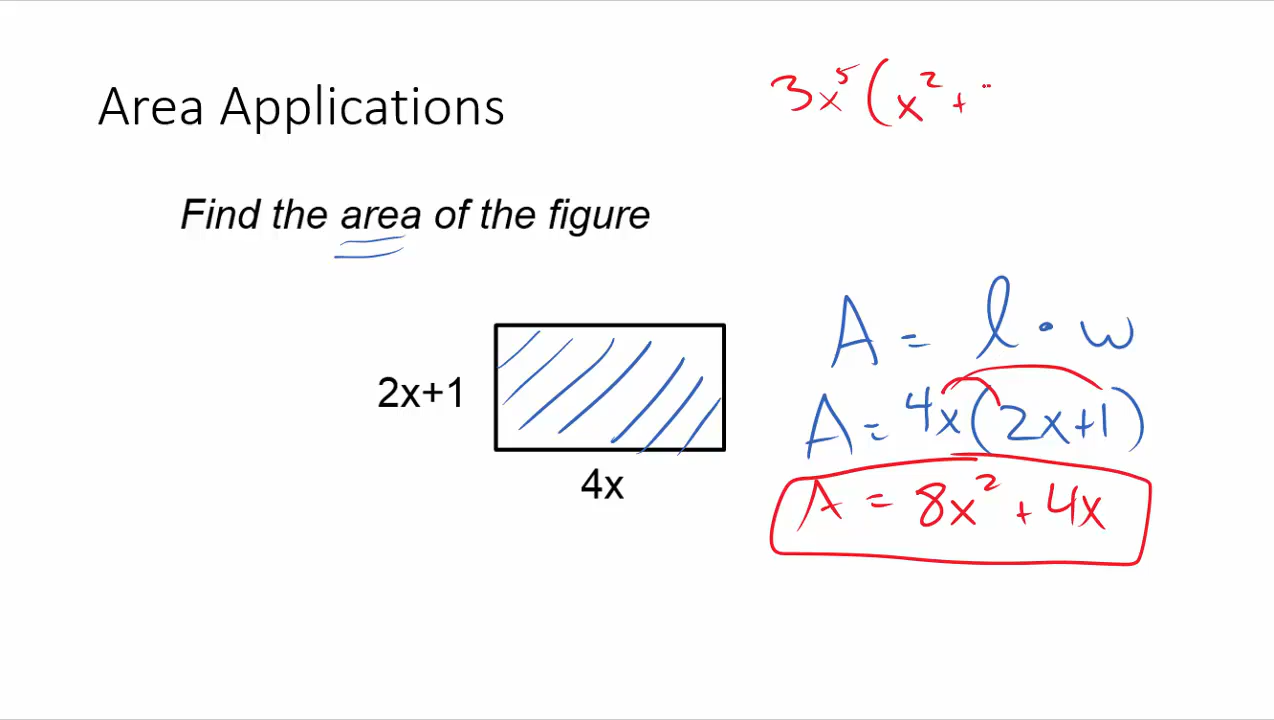 Area Applications
3x⁵(x² +
Find the area of the figure
A = l · w
2x+1
A = 4x(2x+1)
4x
A = 8x² + 4x